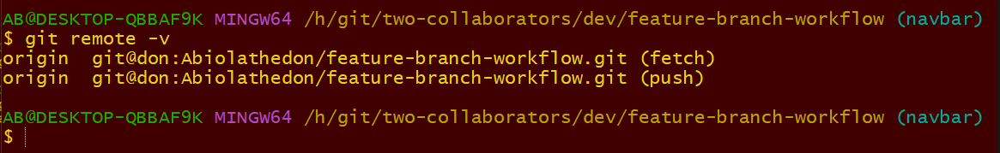 AB@DESKTOP-QBBAF9K MINGW64 /h/git/two-collaborators/dev/feature-branch-workflow (navbar)
$ git remote -v
origin  git@don:Abiolathedon/feature-branch-workflow.git (fetch)
origin  git@don:Abiolathedon/feature-branch-workflow.git (push)
AB@DESKTOP-QBBAF9K MINGW64 /h/git/two-collaborators/dev/feature-branch-workflow (navbar)
$